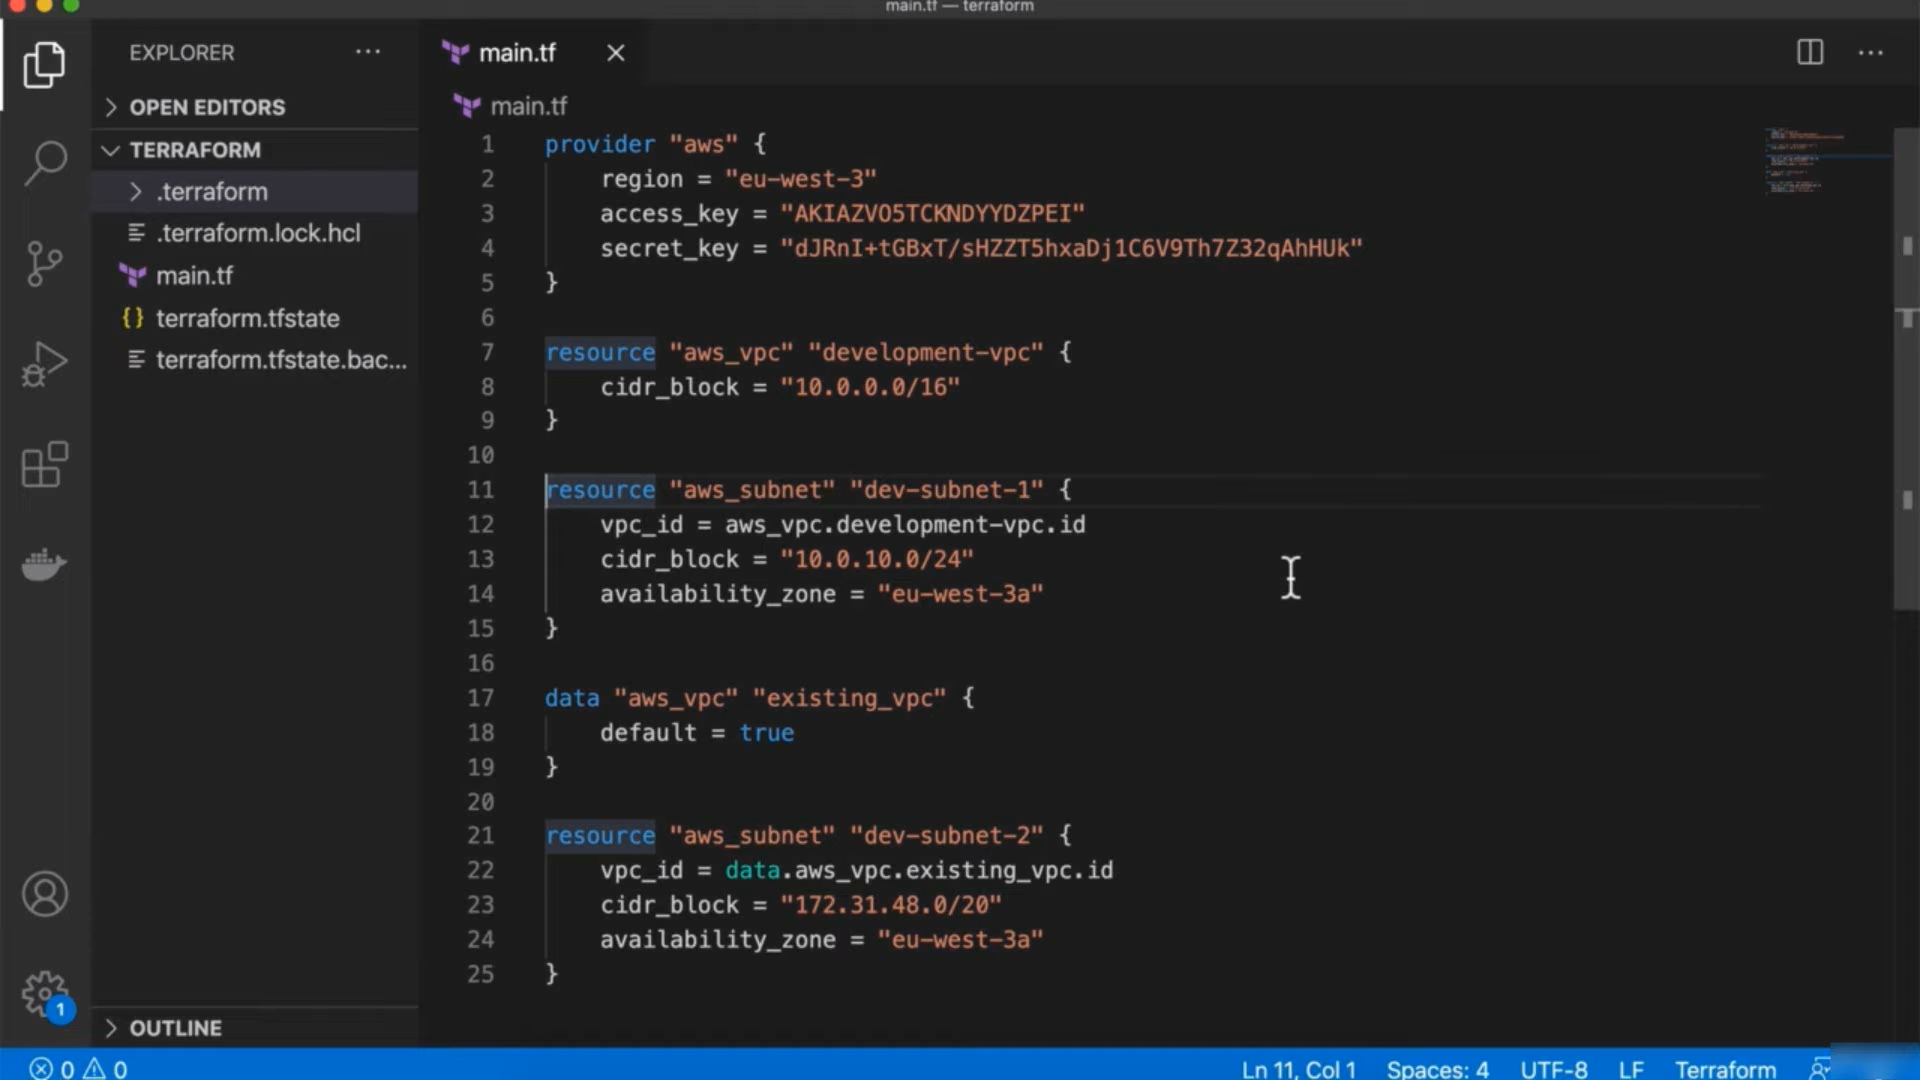 main.tf — terraform
EXPLORER
OPEN EDITORS
TERRAFORM
.terraform
.terraform.lock.hcl
main.tf
terraform.tfstate
terraform.tfstate.bac...
OUTLINE
main.tf
main.tf
1 provider "aws" {
2 region = "eu-west-3"
3 access_key = "AKIAZVO5TCKNDYYDZPEI"
4 secret_key = "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"
5 }
6
7 resource "aws_vpc" "development-vpc" {
8 cidr_block = "10.0.0.0/16"
9 }
10
11 resource "aws_subnet" "dev-subnet-1" {
12 vpc_id = aws_vpc.development-vpc.id
13 cidr_block = "10.0.10.0/24"
14 availability_zone = "eu-west-3a"
15 }
16
17 data "aws_vpc" "existing_vpc" {
18 default = true
19 }
20
21 resource "aws_subnet" "dev-subnet-2" {
22 vpc_id = data.aws_vpc.existing_vpc.id
23 cidr_block = "172.31.48.0/20"
24 availability_zone = "eu-west-3a"
25 }
1
0 0 Ln 11, Col 1 Spaces: 4 UTF-8 LF Terraform